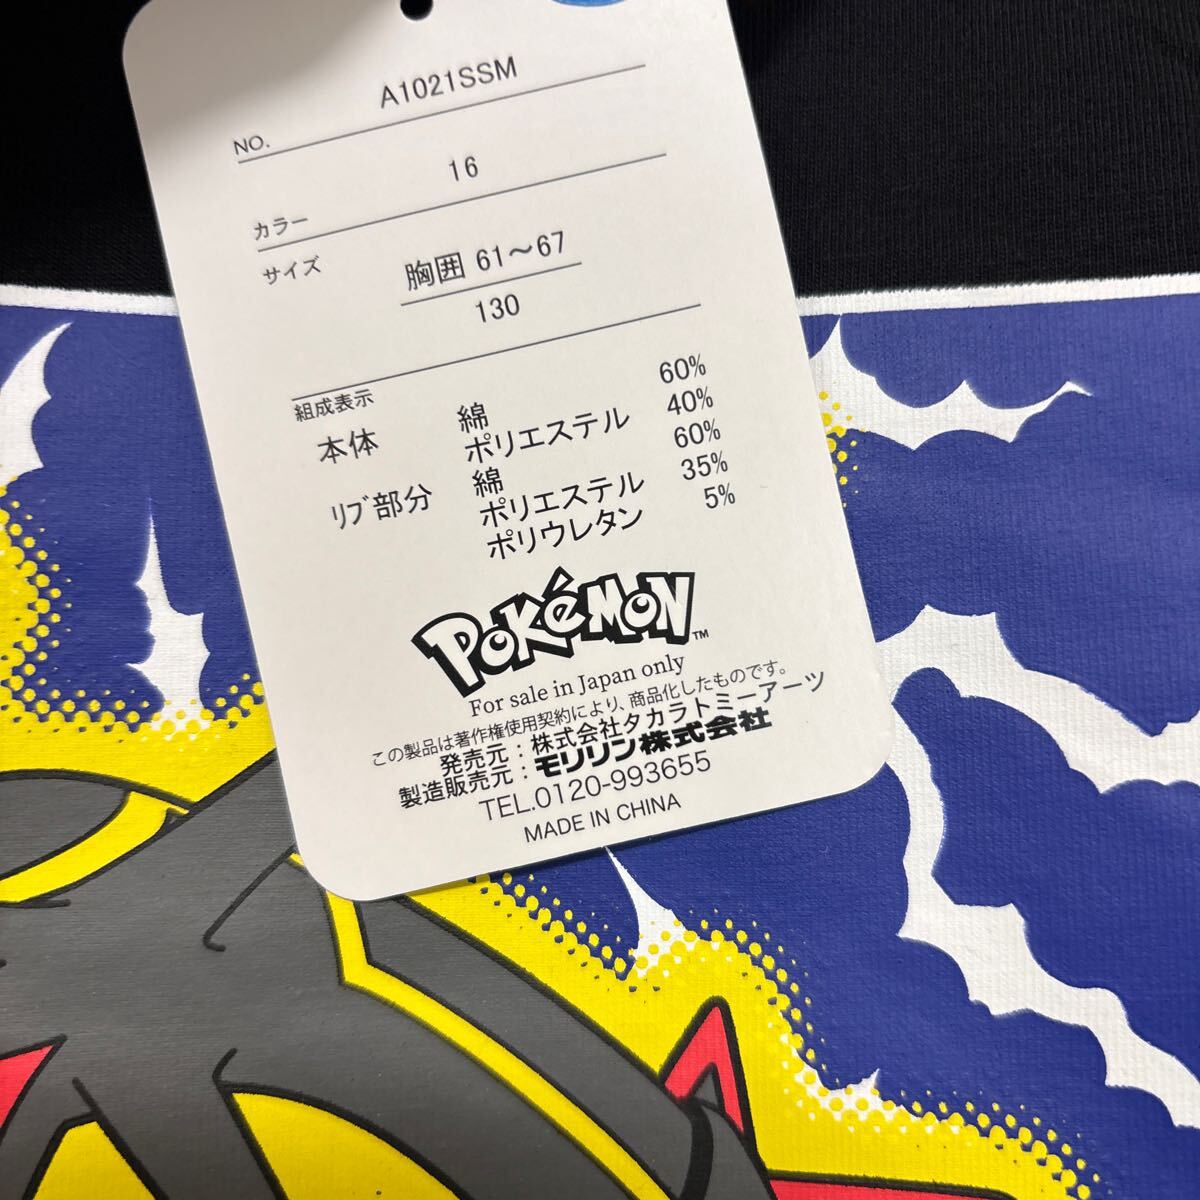 NO. A1021SSM
カラー 16
サイズ 胸囲 61～67
130
組成表示
本体 綿 60%
ポリエステル 40%
ﾘﾌﾞ部分 綿 60%
ポリエステル 35%
ポリウレタン 5%
POKéMON™
For sale in Japan only
この製品は著作権使用契約により、商品化したものです。
発売元：株式会社タカラトミーアーツ
製造販売元：モリリン株式会社
TEL.0120-993655
MADE IN CHINA